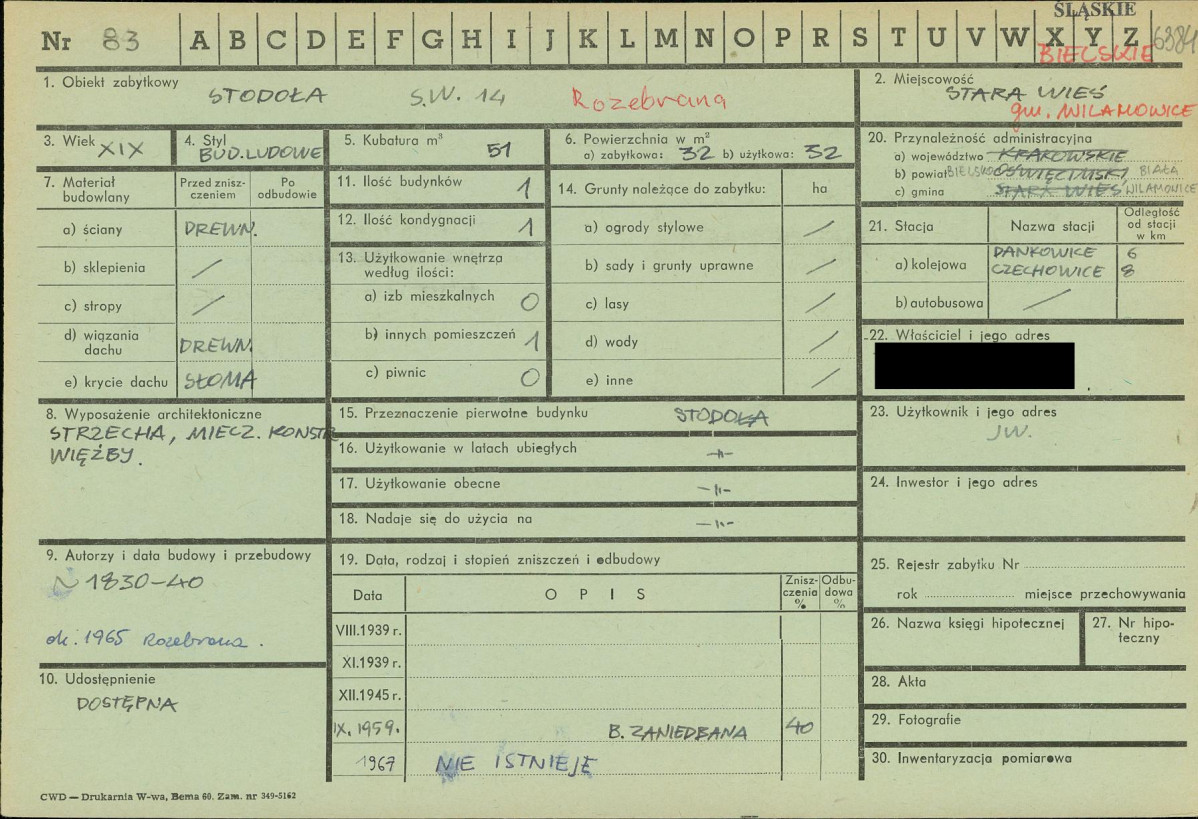 ŚLĄSKIE
Nr 83 A B C D E F G H I J K L M N O P R S T U V W X Y Z 6384
BIELSKIE
1. Obiekt zabytkowy
STODOŁA S.W. 14 Rozebrana
2. Miejscowość
STARA WIEŚ
gm. WILAMOWICE
3. Wiek XIX
4. Styl
BUD. LUDOWE
5. Kubatura m³ 51
6. Powierzchnia w m²
a) zabytkowa: 32 b) użytkowa: 32
20. Przynależność administracyjna
a) województwo KRAKOWSKIE
b) powiat BIELSKO OŚWIĘCIMSKI BIAŁA
c) gmina STARA WIEŚ WILAMOWICE
7. Materiał budowlany
Przed zniszczeniem
Po odbudowie
a) ściany DREWN.
b) sklepienia /
c) stropy /
d) wiązania dachu DREWN.
e) krycie dachu SŁOMA
11. Ilość budynków 1
12. Ilość kondygnacji 1
13. Użytkowanie wnętrza według ilości:
a) izb mieszkalnych 0
b) innych pomieszczeń 1
c) piwnic 0
14. Grunty należące do zabytku: ha
a) ogrody stylowe /
b) sady i grunty uprawne /
c) lasy /
d) wody /
e) inne /
21. Stacja
Nazwa stacji
Odległość od stacji w km
a) kolejowa DANKOWICE 6
CZECHOWICE 8
b) autobusowa /
22. Właściciel i jego adres
8. Wyposażenie architektoniczne
STRZECHA, MIECZ. KONSTR
WIĘŹBY.
15. Przeznaczenie pierwotne budynku STODOŁA
16. Użytkowanie w latach ubiegłych -"-
17. Użytkowanie obecne -"-
18. Nadaje się do użycia na -"-
23. Użytkownik i jego adres
JW.
24. Inwestor i jego adres
9. Autorzy i data budowy i przebudowy
~ 1830-40
ok. 1965 rozebrana.
10. Udostępnienie
DOSTĘPNA
19. Data, rodzaj i stopień zniszczeń i odbudowy
Data
OPIS
Zniszczenia %
Odbudowa %
VIII.1939 r.
XI.1939 r.
XII.1945 r.
IX. 1959. B. ZANIEDBANA 40
1967 NIE ISTNIEJE
25. Rejestr zabytku Nr
rok miejsce przechowywania
26. Nazwa księgi hipotecznej
27. Nr hipoteczny
28. Akta
29. Fotografie
30. Inwentaryzacja pomiarowa
CWD — Drukarnia W-wa, Bema 60. Zam. nr 349-5162